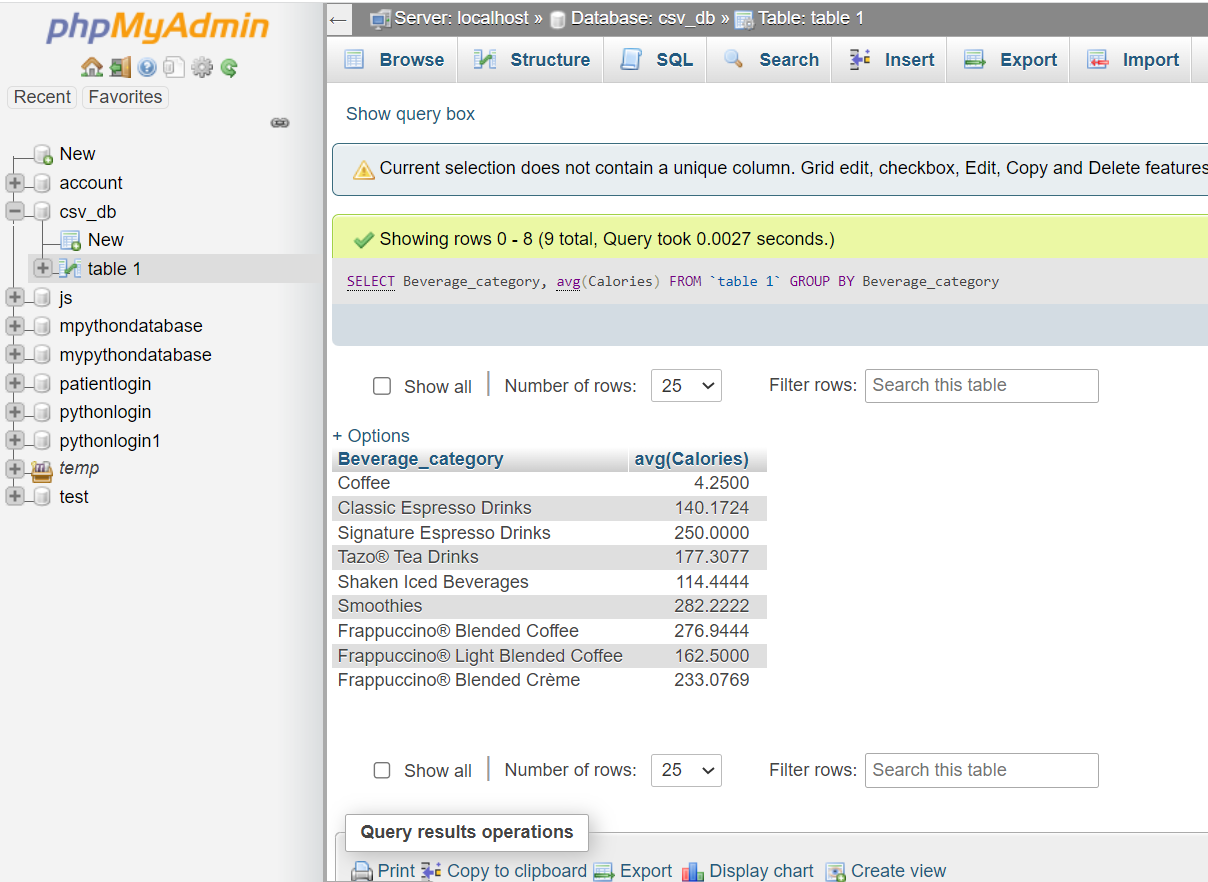 phpMyAdmin
Recent Favorites
New
account
csv_db
New
table 1
js
mpythondatabase
mypythondatabase
patientlogin
pythonlogin
pythonlogin1
temp
test
← Server: localhost » Database: csv_db » Table: table 1
Browse Structure SQL Search Insert Export Import
Show query box
Current selection does not contain a unique column. Grid edit, checkbox, Edit, Copy and Delete features
Showing rows 0 - 8 (9 total, Query took 0.0027 seconds.)
SELECT Beverage_category, avg(Calories) FROM `table 1` GROUP BY Beverage_category
Show all Number of rows: 25 Filter rows: Search this table
+ Options
Beverage_category avg(Calories)
Coffee 4.2500
Classic Espresso Drinks 140.1724
Signature Espresso Drinks 250.0000
Tazo® Tea Drinks 177.3077
Shaken Iced Beverages 114.4444
Smoothies 282.2222
Frappuccino® Blended Coffee 276.9444
Frappuccino® Light Blended Coffee 162.5000
Frappuccino® Blended Crème 233.0769
Show all Number of rows: 25 Filter rows: Search this table
Query results operations
Print Copy to clipboard Export Display chart Create view